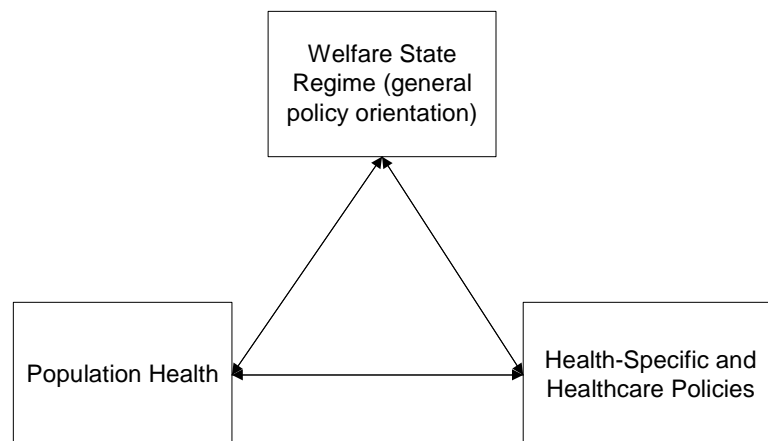 Welfare State
Regime (general
policy orientation)
Population Health
Health-Specific and
Healthcare Policies